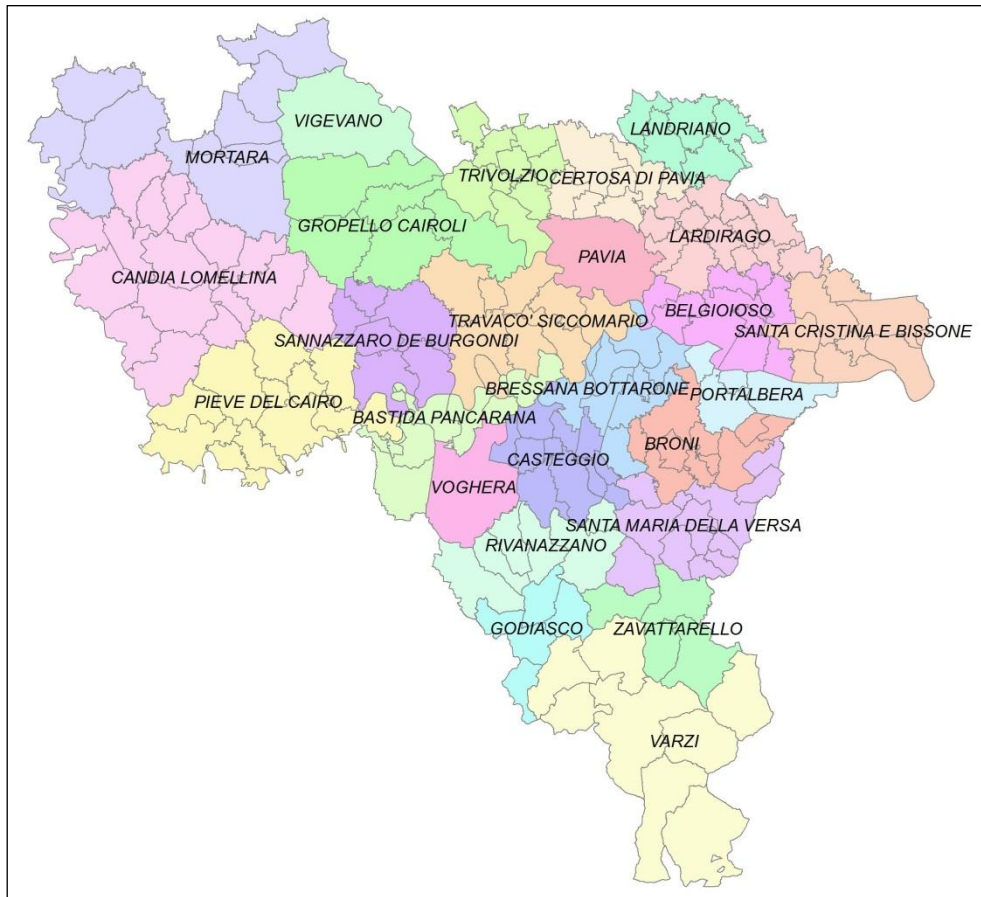 VIGEVANO
LANDRIANO
MORTARA
TRIVOLZIO
CERTOSA DI PAVIA
GROPELLO CAIROLI
LARDIRAGO
PAVIA
CANDIA LOMELLINA
BELGIOIOSO
TRAVACO' SICCOMARIO
SANTA CRISTINA E BISSONE
SANNAZZARO DE BURGONDI
BRESSANA BOTTARONE
PORTALBERA
PIEVE DEL CAIRO
BASTIDA PANCARANA
BRONI
CASTEGGIO
VOGHERA
SANTA MARIA DELLA VERSA
RIVANAZZANO
GODIASCO
ZAVATTARELLO
VARZI